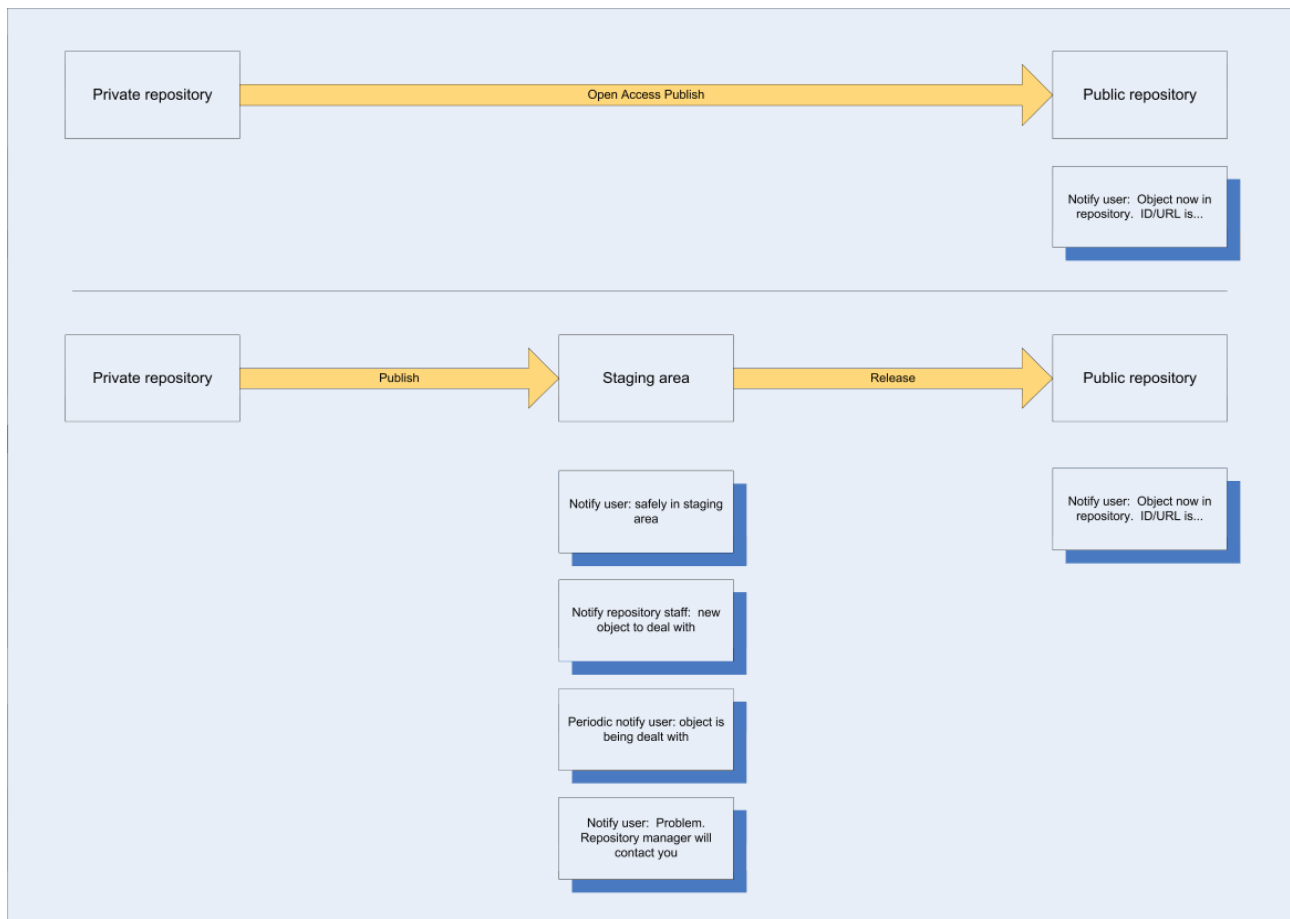 Private repository
Open Access Publish
Public repository
Notify user:  Object now in
repository.  ID/URL is...
Private repository
Publish
Staging area
Release
Public repository
Notify user: safely in staging
area
Notify user:  Object now in
repository.  ID/URL is...
Notify repository staff:  new
object to deal with
Periodic notify user: object is
being dealt with
Notify user:  Problem.
Repository manager will
contact you